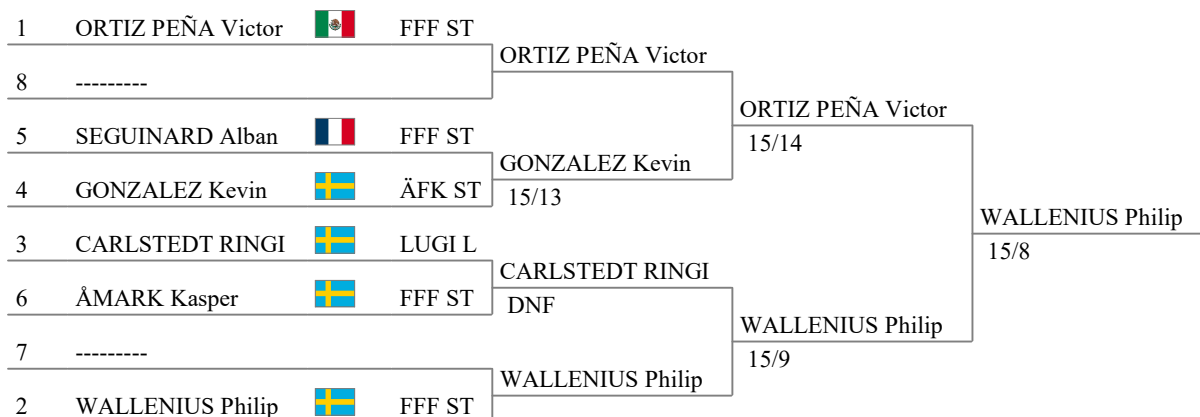 1 ORTIZ PEÑA Victor FFF ST
ORTIZ PEÑA Victor
8 ---------
ORTIZ PEÑA Victor
15/14
5 SEGUINARD Alban FFF ST
GONZALEZ Kevin
15/13
4 GONZALEZ Kevin ÄFK ST
WALLENIUS Philip
15/8
3 CARLSTEDT RINGI LUGI L
CARLSTEDT RINGI
DNF
6 ÅMARK Kasper FFF ST
WALLENIUS Philip
15/9
7 ---------
WALLENIUS Philip
2 WALLENIUS Philip FFF ST